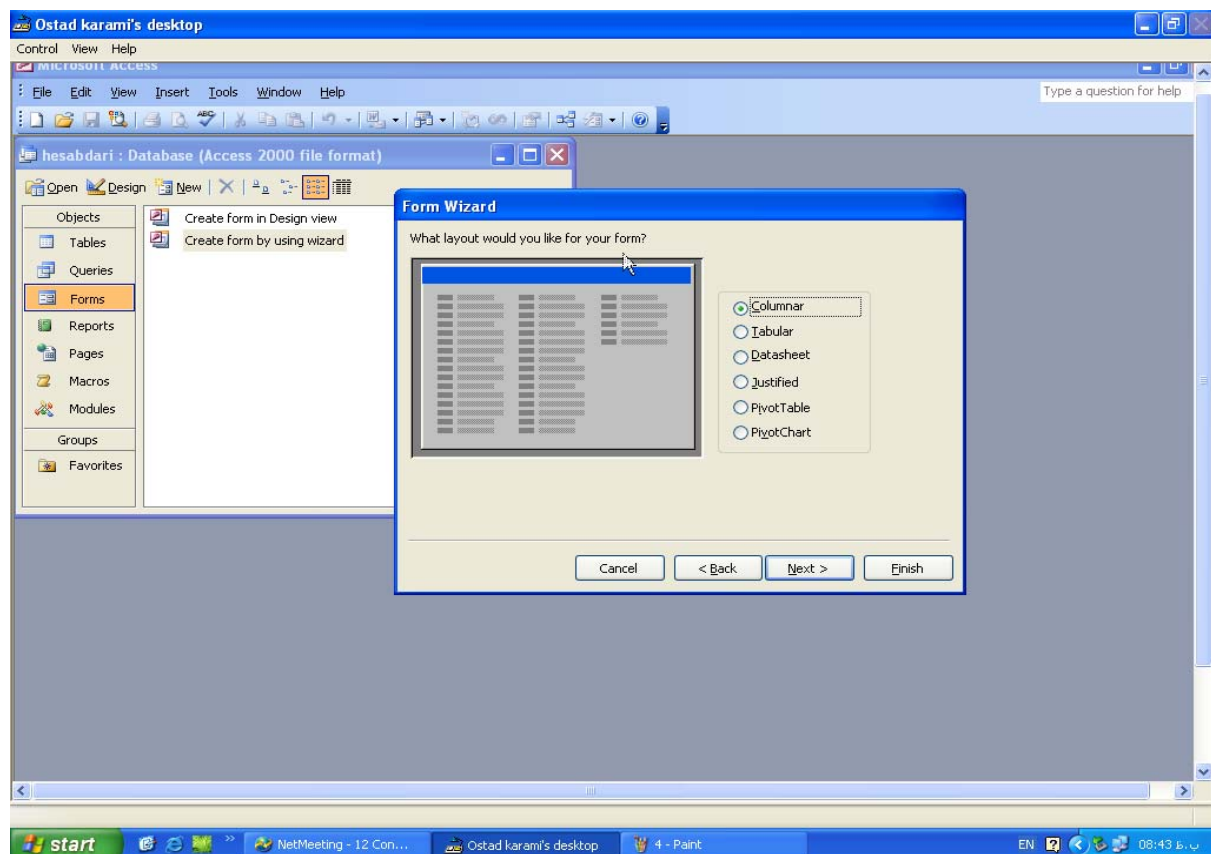 Ostad karami's desktop
Control View Help
Microsoft Access
File Edit View Insert Tools Window Help
Type a question for help
hesabdari : Database (Access 2000 file format)
Open Design New
Objects
Tables
Queries
Forms
Reports
Pages
Macros
Modules
Groups
Favorites
Create form in Design view
Create form by using wizard
Form Wizard
What layout would you like for your form?
Columnar
Tabular
Datasheet
Justified
PivotTable
PivotChart
Cancel < Back Next > Finish
start NetMeeting - 12 Con... Ostad karami's desktop 4 - Paint EN 08:43 ب.ظ